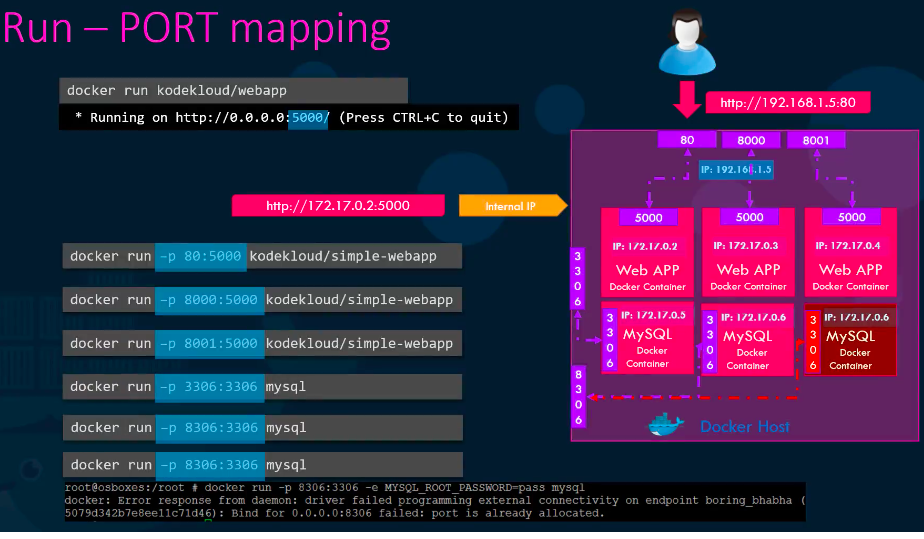 Run – PORT mapping
docker run kodekloud/webapp
* Running on http://0.0.0.0:5000/ (Press CTRL+C to quit)
http://192.168.1.5:80
80
8000
8001
IP: 192.168.1.5
http://172.17.0.2:5000
Internal IP
5000
5000
5000
IP: 172.17.0.2
IP: 172.17.0.3
IP: 172.17.0.4
Web APP
Web APP
Web APP
Docker Container
Docker Container
Docker Container
docker run -p 80:5000 kodekloud/simple-webapp
docker run -p 8000:5000 kodekloud/simple-webapp
docker run -p 8001:5000 kodekloud/simple-webapp
docker run -p 3306:3306 mysql
docker run -p 8306:3306 mysql
docker run -p 8306:3306 mysql
3306
8306
3306
IP: 172.17.0.5
MySQL
Docker
Container
3306
IP: 172.17.0.6
MySQL
Docker
Container
3306
IP: 172.17.0.6
MySQL
Docker
Container
Docker Host
root@osboxes:/root # docker run -p 8306:3306 -e MYSQL_ROOT_PASSWORD=pass mysql
docker: Error response from daemon: driver failed programming external connectivity on endpoint boring_bhabha (
5079d342b7e8ee11c71d46): Bind for 0.0.0.0:8306 failed: port is already allocated.